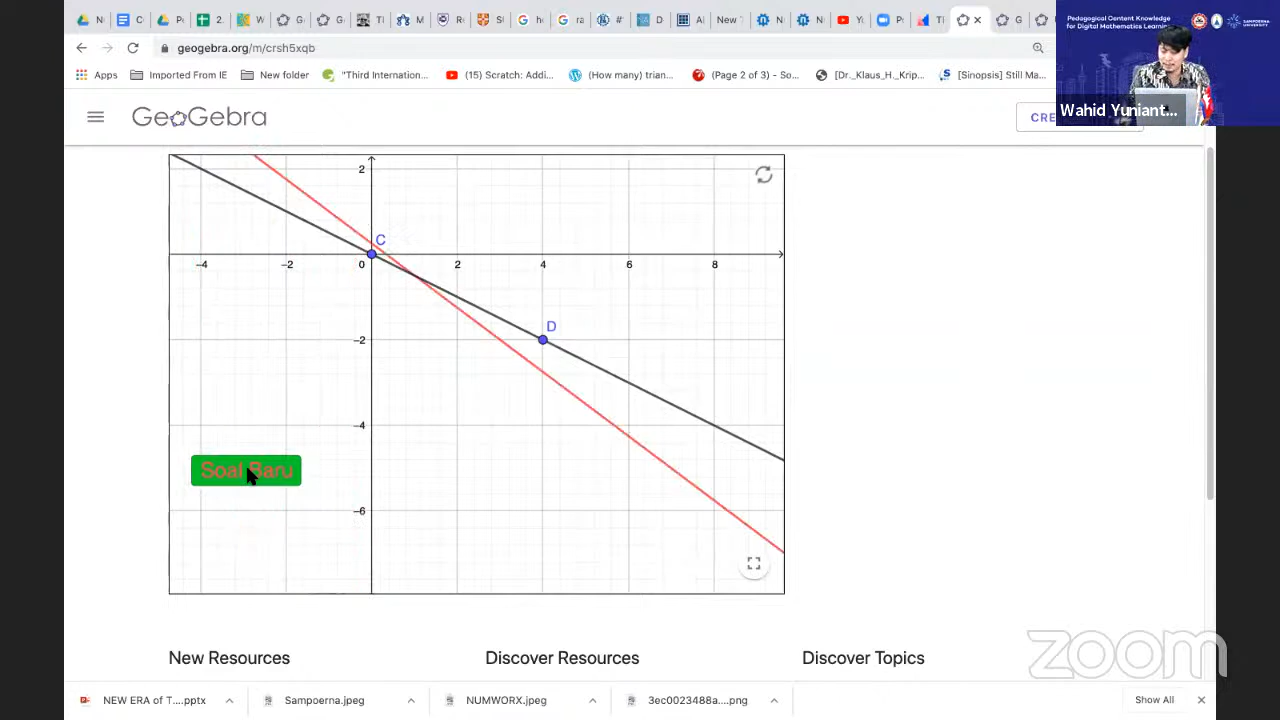 geogebra.org/m/crsh5xqb
Apps
Imported From IE
New folder
"Third Internation...
(15) Scratch: Addi...
(How many) trian...
(Page 2 of 3) - So...
[Dr._Klaus_H._Krip...
[Sinopsis] Still Ma...
Pedagogical Content Knowledge
for Digital Mathematics Learning
SAMPOERNA
UNIVERSITY
Wahid Yuniant...
GeoGebra
CRE
2
C
-4
-2
0
2
4
6
8
D
-2
-4
Soal Baru
-6
zoom
New Resources
Discover Resources
Discover Topics
NEW ERA of T....pptx
Sampoerna.jpeg
NUMWORX.jpeg
3ec0023488a....png
Show All